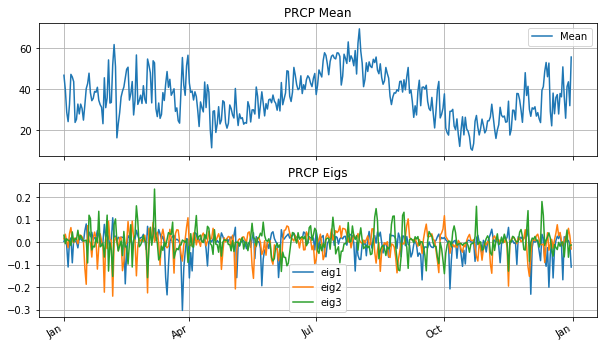 PRCP Mean
60
40
20
Mean
PRCP Eigs
0.2
0.1
0.0
−0.1
−0.2
−0.3
eig1
eig2
eig3
Jan
Apr
Jul
Oct
Jan